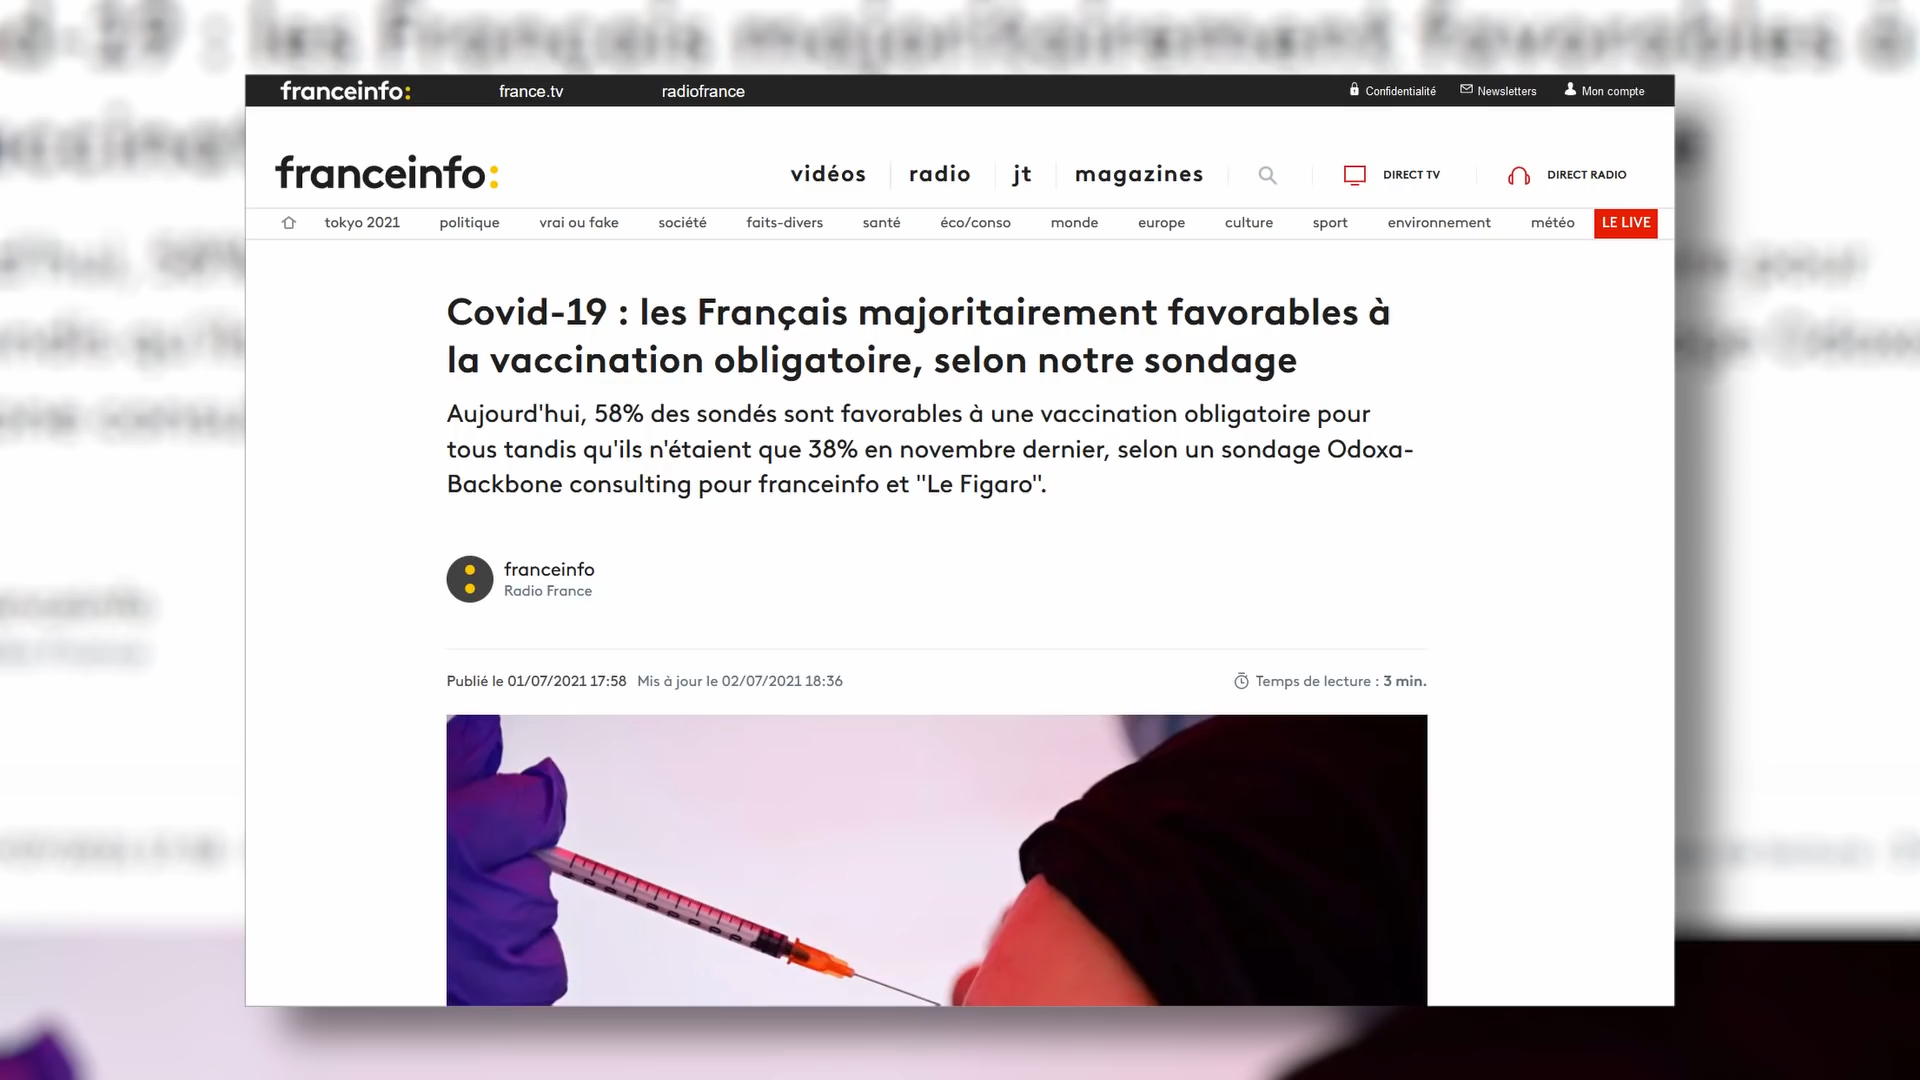 franceinfo: france.tv radiofrance Confidentialité Newsletters Mon compte
franceinfo: vidéos radio jt magazines DIRECT TV DIRECT RADIO
tokyo 2021 politique vrai ou fake société faits-divers santé éco/conso monde europe culture sport environnement météo LE LIVE
Covid-19 : les Français majoritairement favorables à
la vaccination obligatoire, selon notre sondage
Aujourd'hui, 58% des sondés sont favorables à une vaccination obligatoire pour
tous tandis qu'ils n'étaient que 38% en novembre dernier, selon un sondage Odoxa-
Backbone consulting pour franceinfo et "Le Figaro".
franceinfo
Radio France
Publié le 01/07/2021 17:58 Mis à jour le 02/07/2021 18:36 Temps de lecture : 3 min.